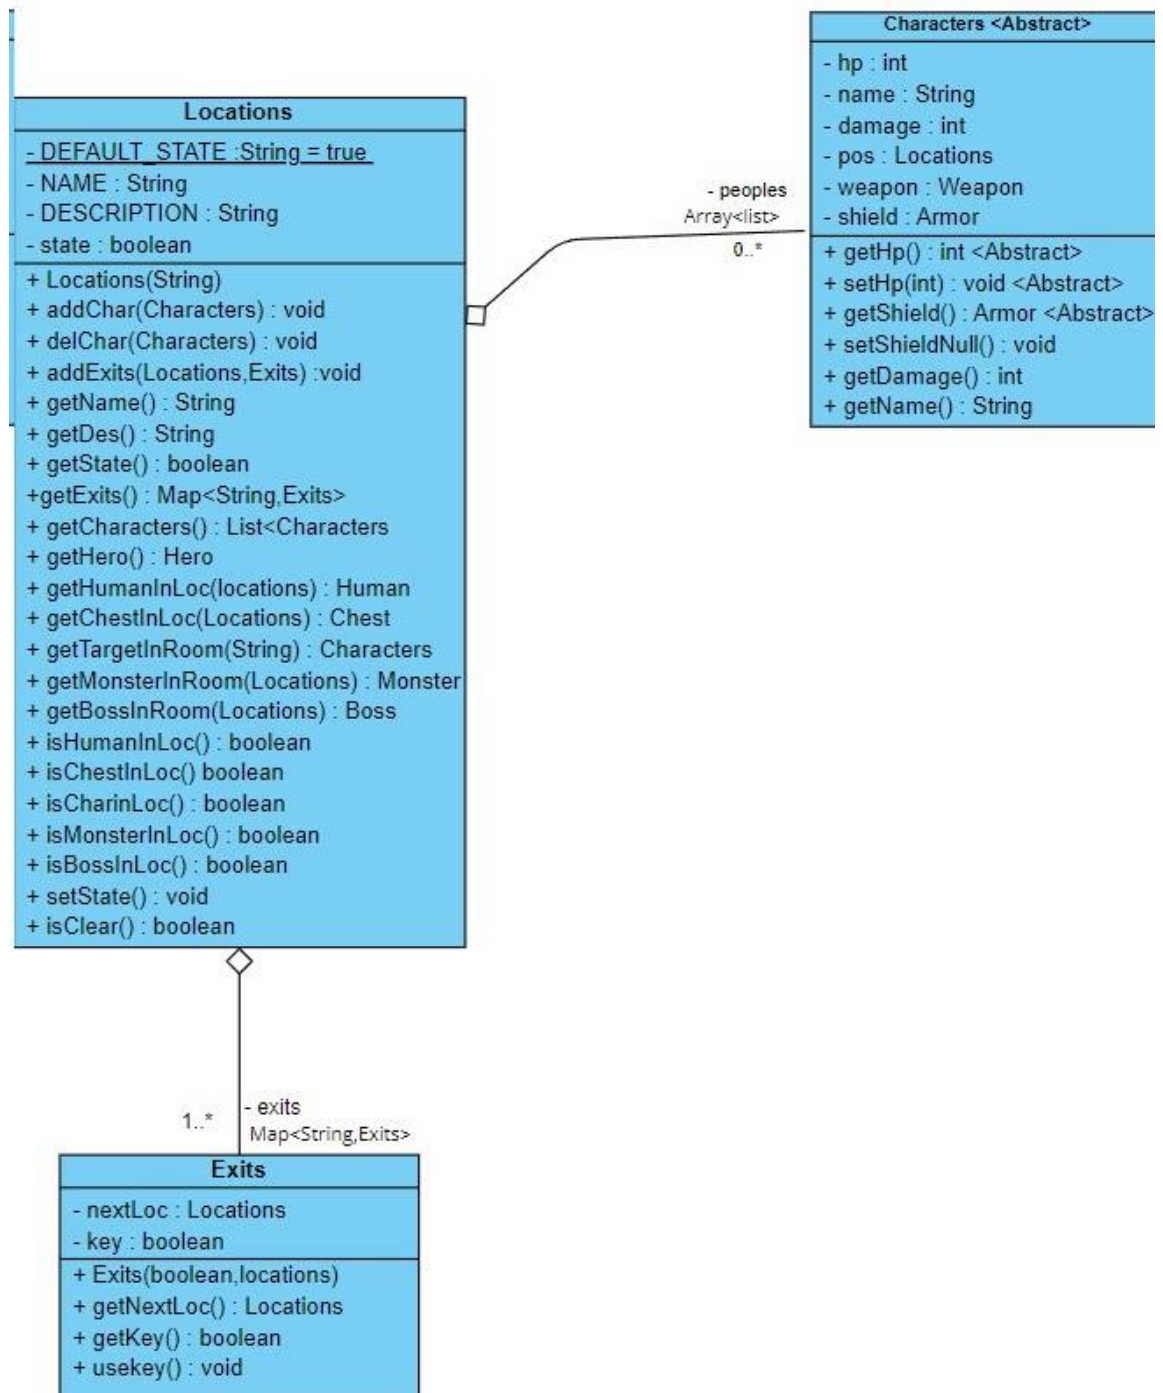 Characters <Abstract>
- hp : int
- name : String
- damage : int
- pos : Locations
- weapon : Weapon
- shield : Armor
+ getHp() : int <Abstract>
+ setHp(int) : void <Abstract>
+ getShield() : Armor <Abstract>
+ setShieldNull() : void
+ getDamage() : int
+ getName() : String
Locations
- DEFAULT_STATE :String = true
- NAME : String
- DESCRIPTION : String
- state : boolean
+ Locations(String)
+ addChar(Characters) : void
+ delChar(Characters) : void
+ addExits(Locations,Exits) :void
+ getName() : String
+ getDes() : String
+ getState() : boolean
+getExits() : Map<String,Exits>
+ getCharacters() : List<Characters
+ getHero() : Hero
+ getHumanInLoc(locations) : Human
+ getChestInLoc(Locations) : Chest
+ getTargetInRoom(String) : Characters
+ getMonsterInRoom(Locations) : Monster
+ getBossInRoom(Locations) : Boss
+ isHumanInLoc() : boolean
+ isChestInLoc() boolean
+ isCharinLoc() : boolean
+ isMonsterInLoc() : boolean
+ isBossInLoc() : boolean
+ setState() : void
+ isClear() : boolean
- peoples
Array<list>
0..*
1..*
- exits
Map<String,Exits>
Exits
- nextLoc : Locations
- key : boolean
+ Exits(boolean,locations)
+ getNextLoc() : Locations
+ getKey() : boolean
+ usekey() : void